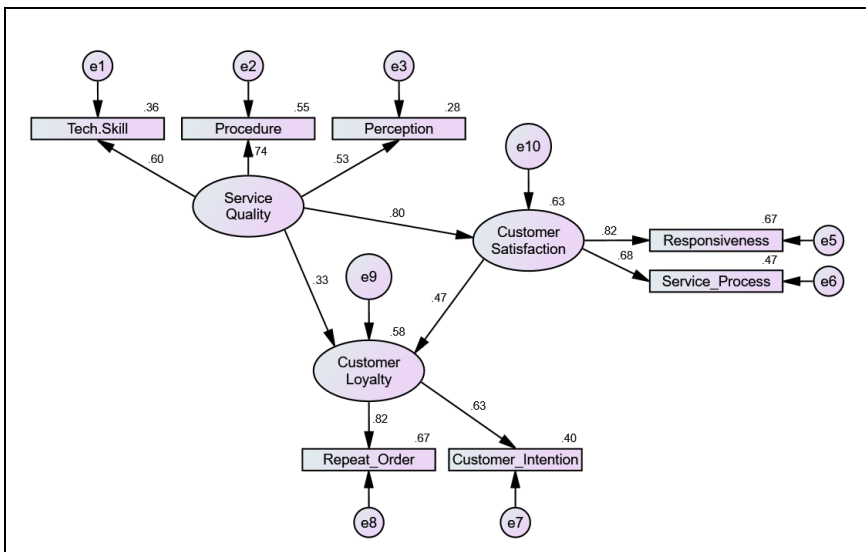 e1
e2
e3
.36
.55
.28
Tech.Skill
Procedure
Perception
.60
74
.53
e10
Service
Quality
.80
.63
Customer
Satisfaction
.82
.67
Responsiveness
e5
.68
.47
Service_Process
e6
.33
e9
.47
.58
Customer
Loyalty
.63
.82
.67
.40
Repeat_Order
Customer_Intention
e8
e7